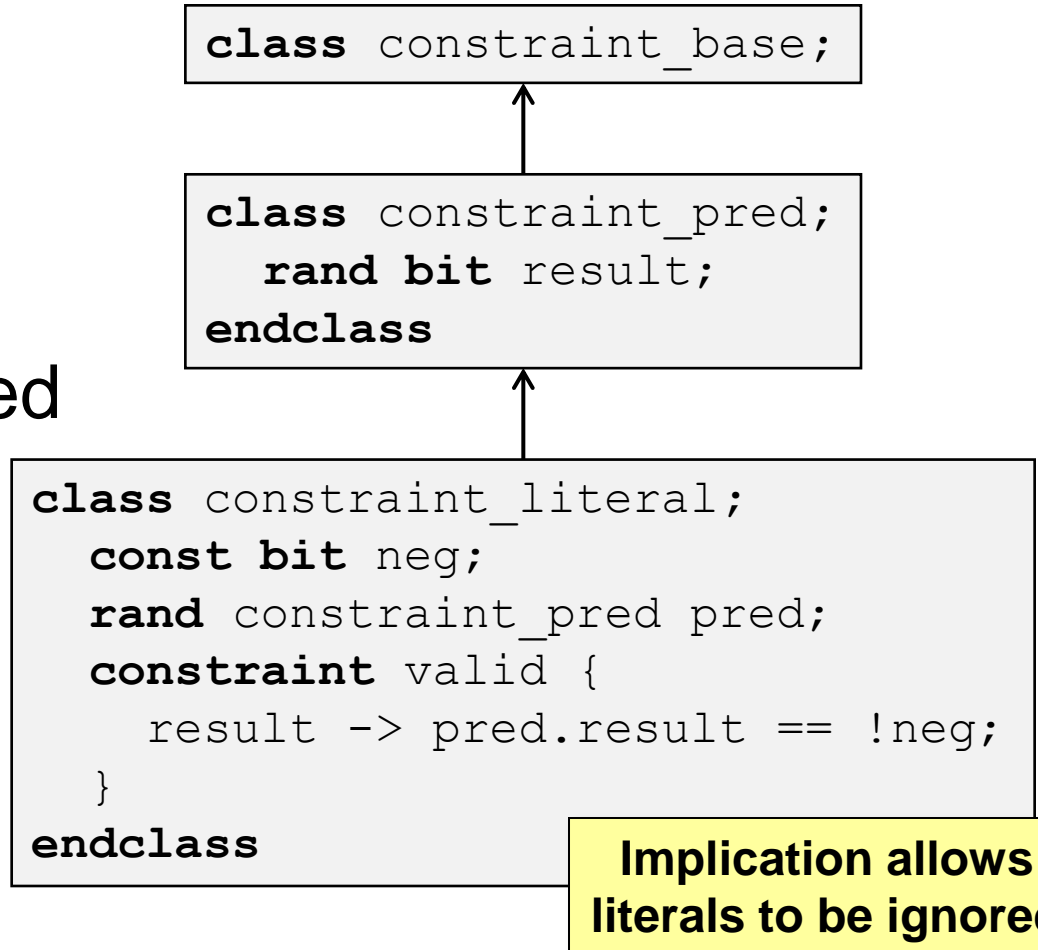 class constraint_base;
class constraint_pred;
rand bit result;
endclass
ed
class constraint_literal;
const bit neg;
rand constraint_pred pred;
constraint valid {
result -> pred.result == !neg;
}
endclass
Implication allows
literals to be ignored